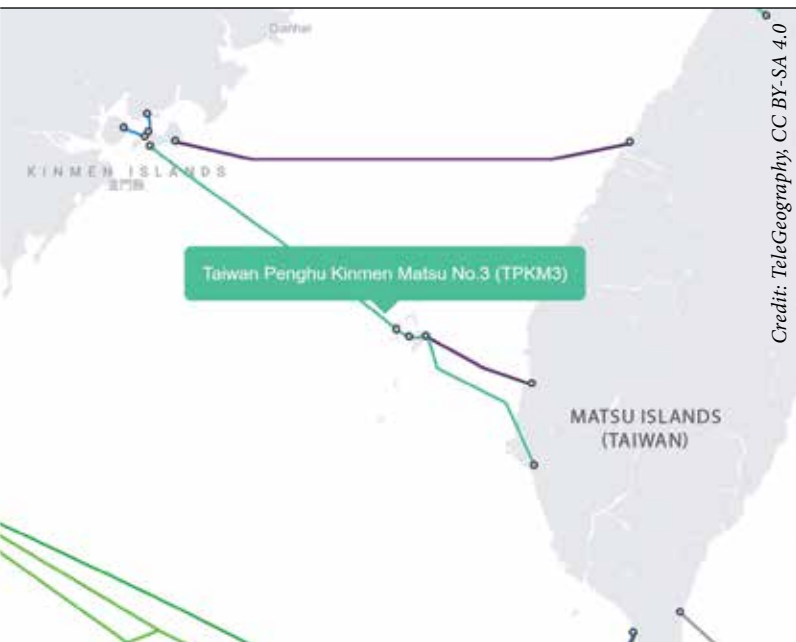 Dianhai
KINMEN ISLANDS
金門縣
Taiwan Penghu Kinmen Matsu No.3 (TPKM3)
MATSU ISLANDS
(TAIWAN)
Credit: TeleGeography, CC BY-SA 4.0